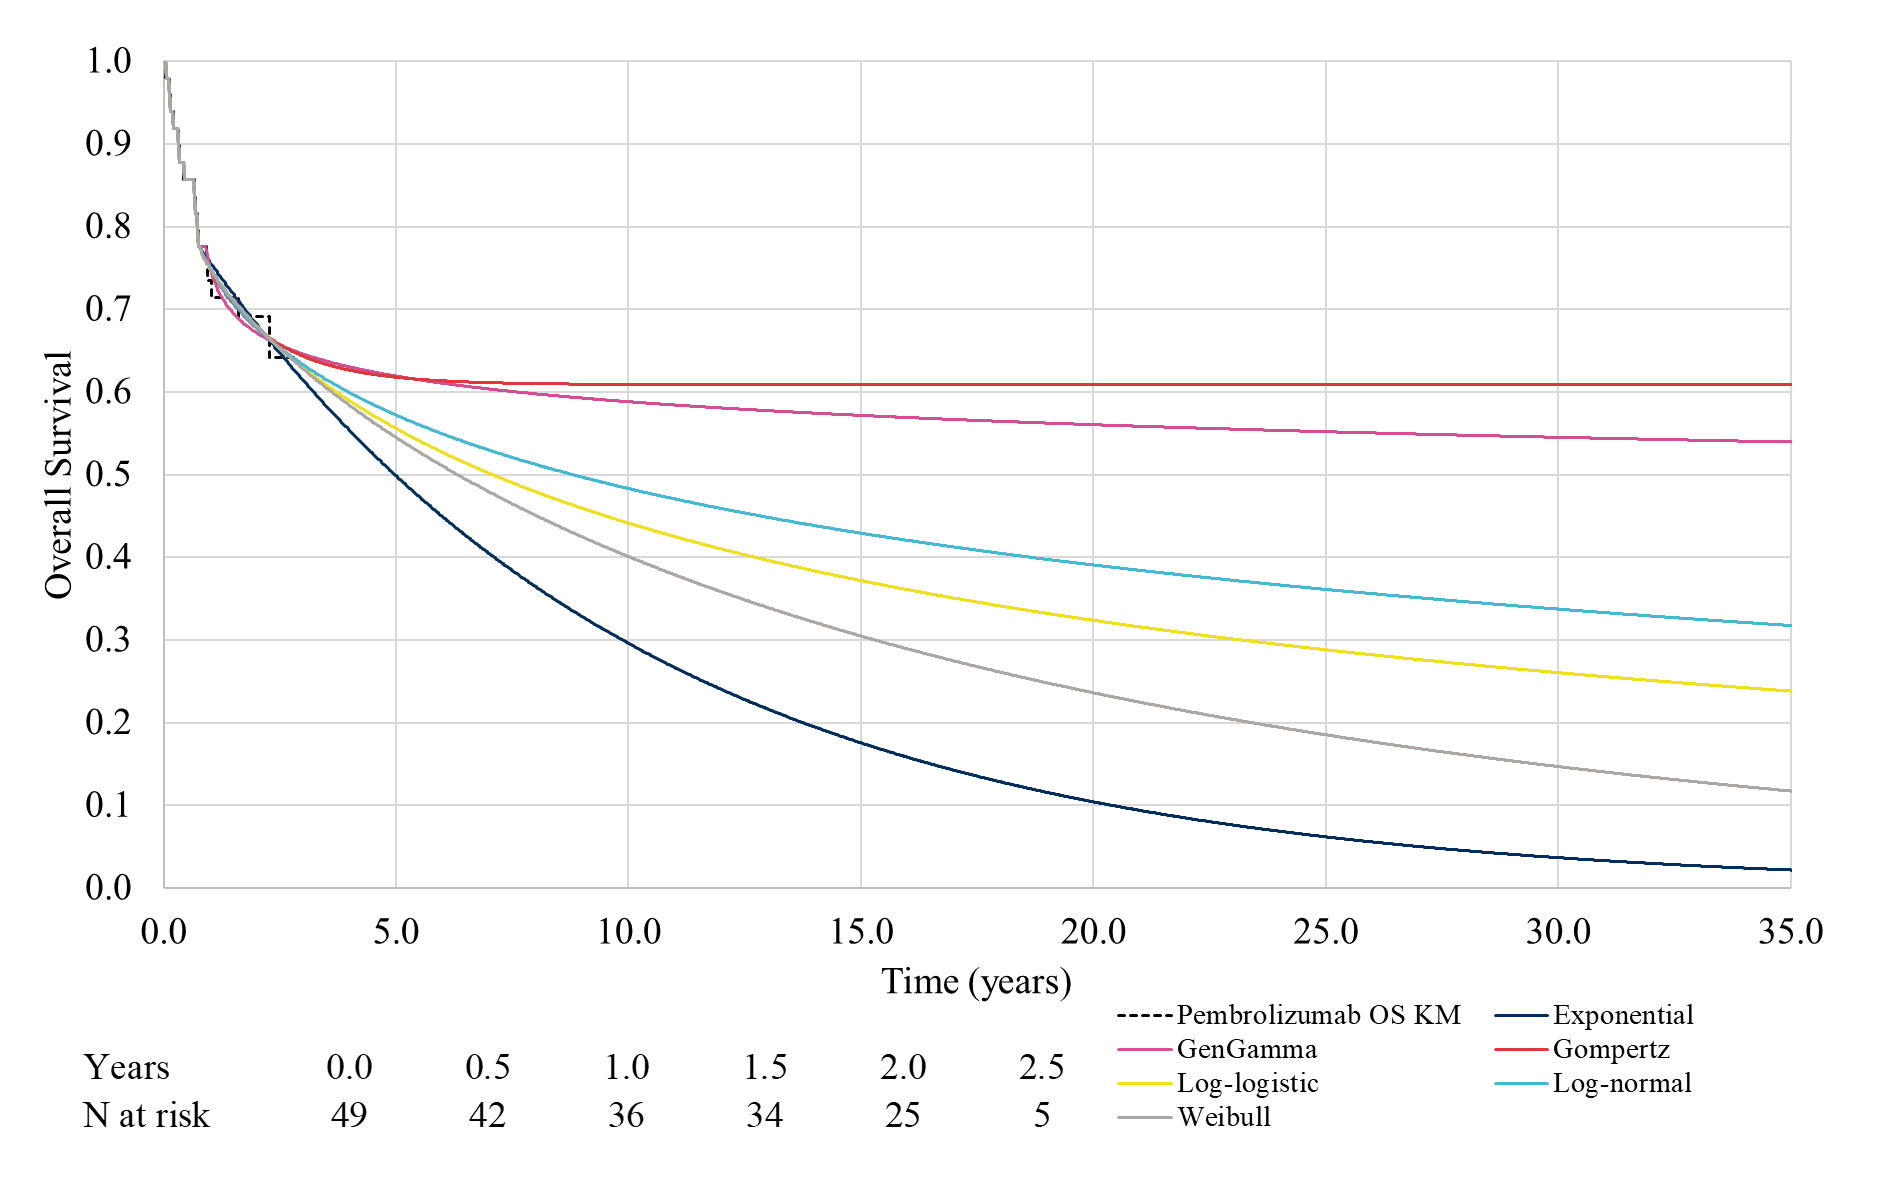 1.0
0.9
0.8
0.7
0.6
0.5
0.4
0.3
0.2
0.1
0.0
Overall Survival
0.0 5.0 10.0 15.0 20.0 25.0 30.0 35.0
Time (years)
Pembrolizumab OS KM Exponential
GenGamma Gompertz
Log-logistic Log-normal
Weibull
Years 0.0 0.5 1.0 1.5 2.0 2.5
N at risk 49 42 36 34 25 5